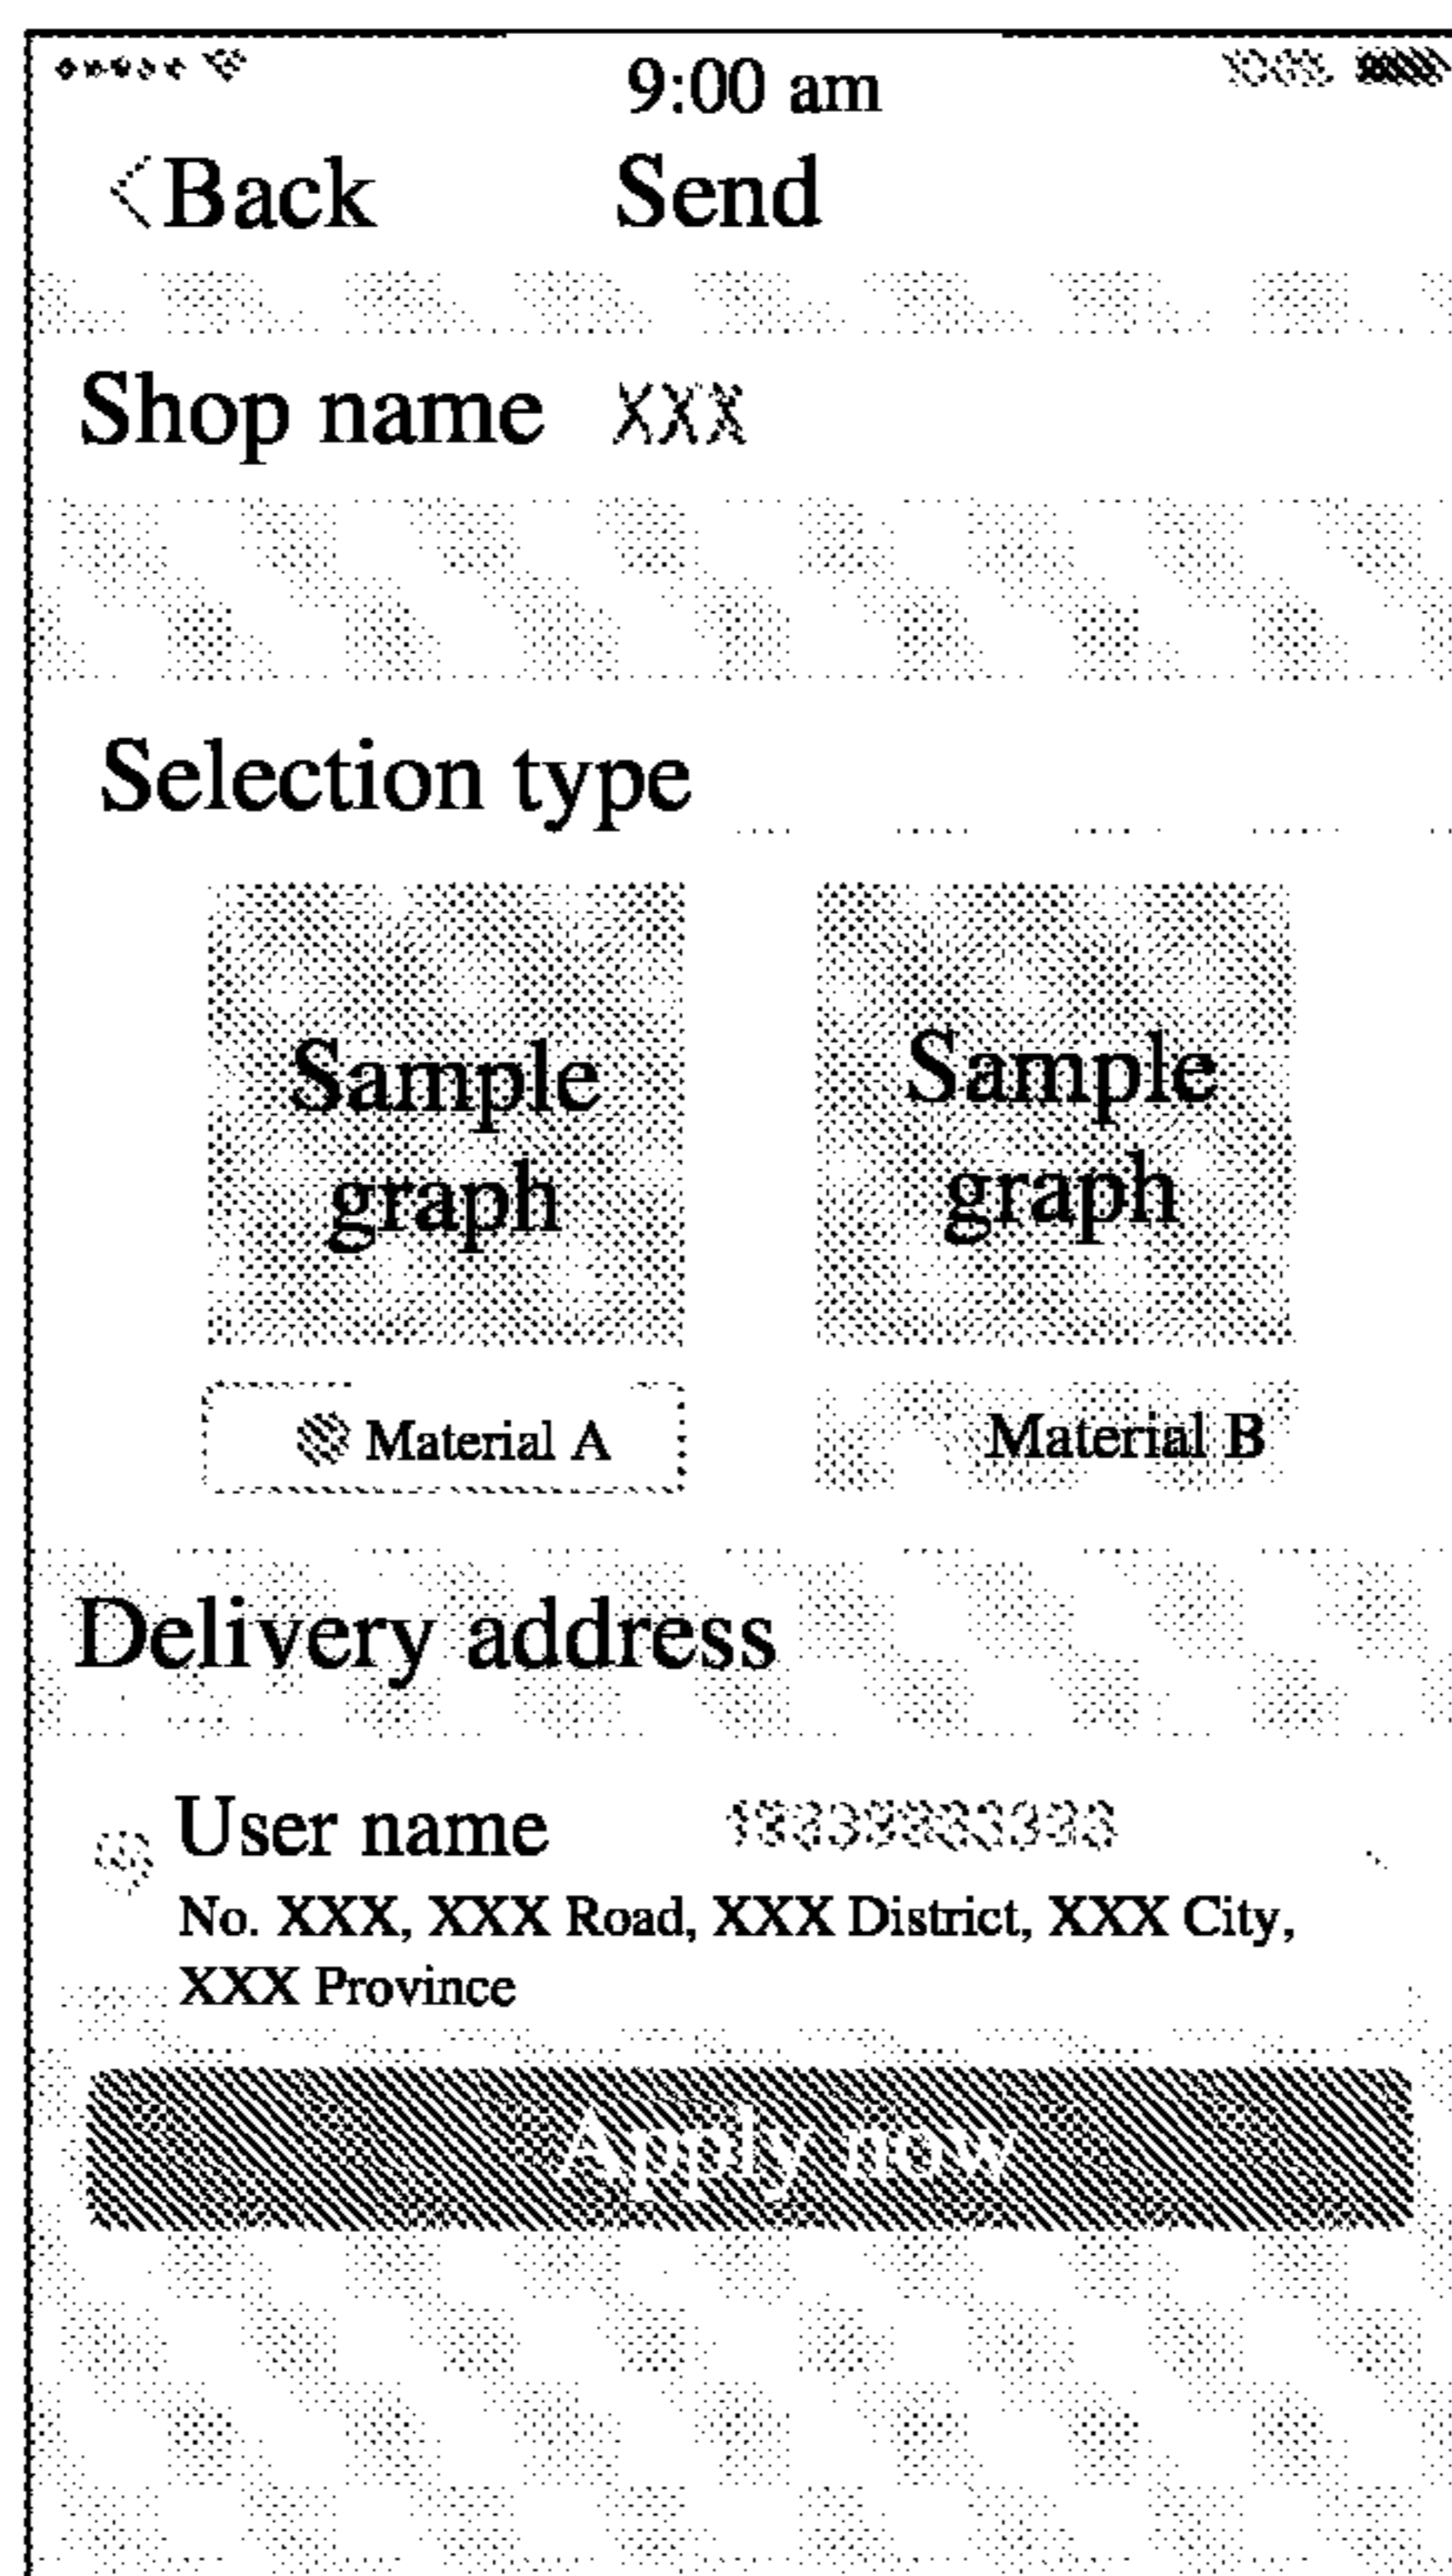 9:00 am
<Back Send
Shop name XXX
Selection type
Sample Sample
graph graph
Material A Material B
Delivery address
User name
No. XXX, XXX Road, XXX District, XXX City,
XXX Province
Apply now